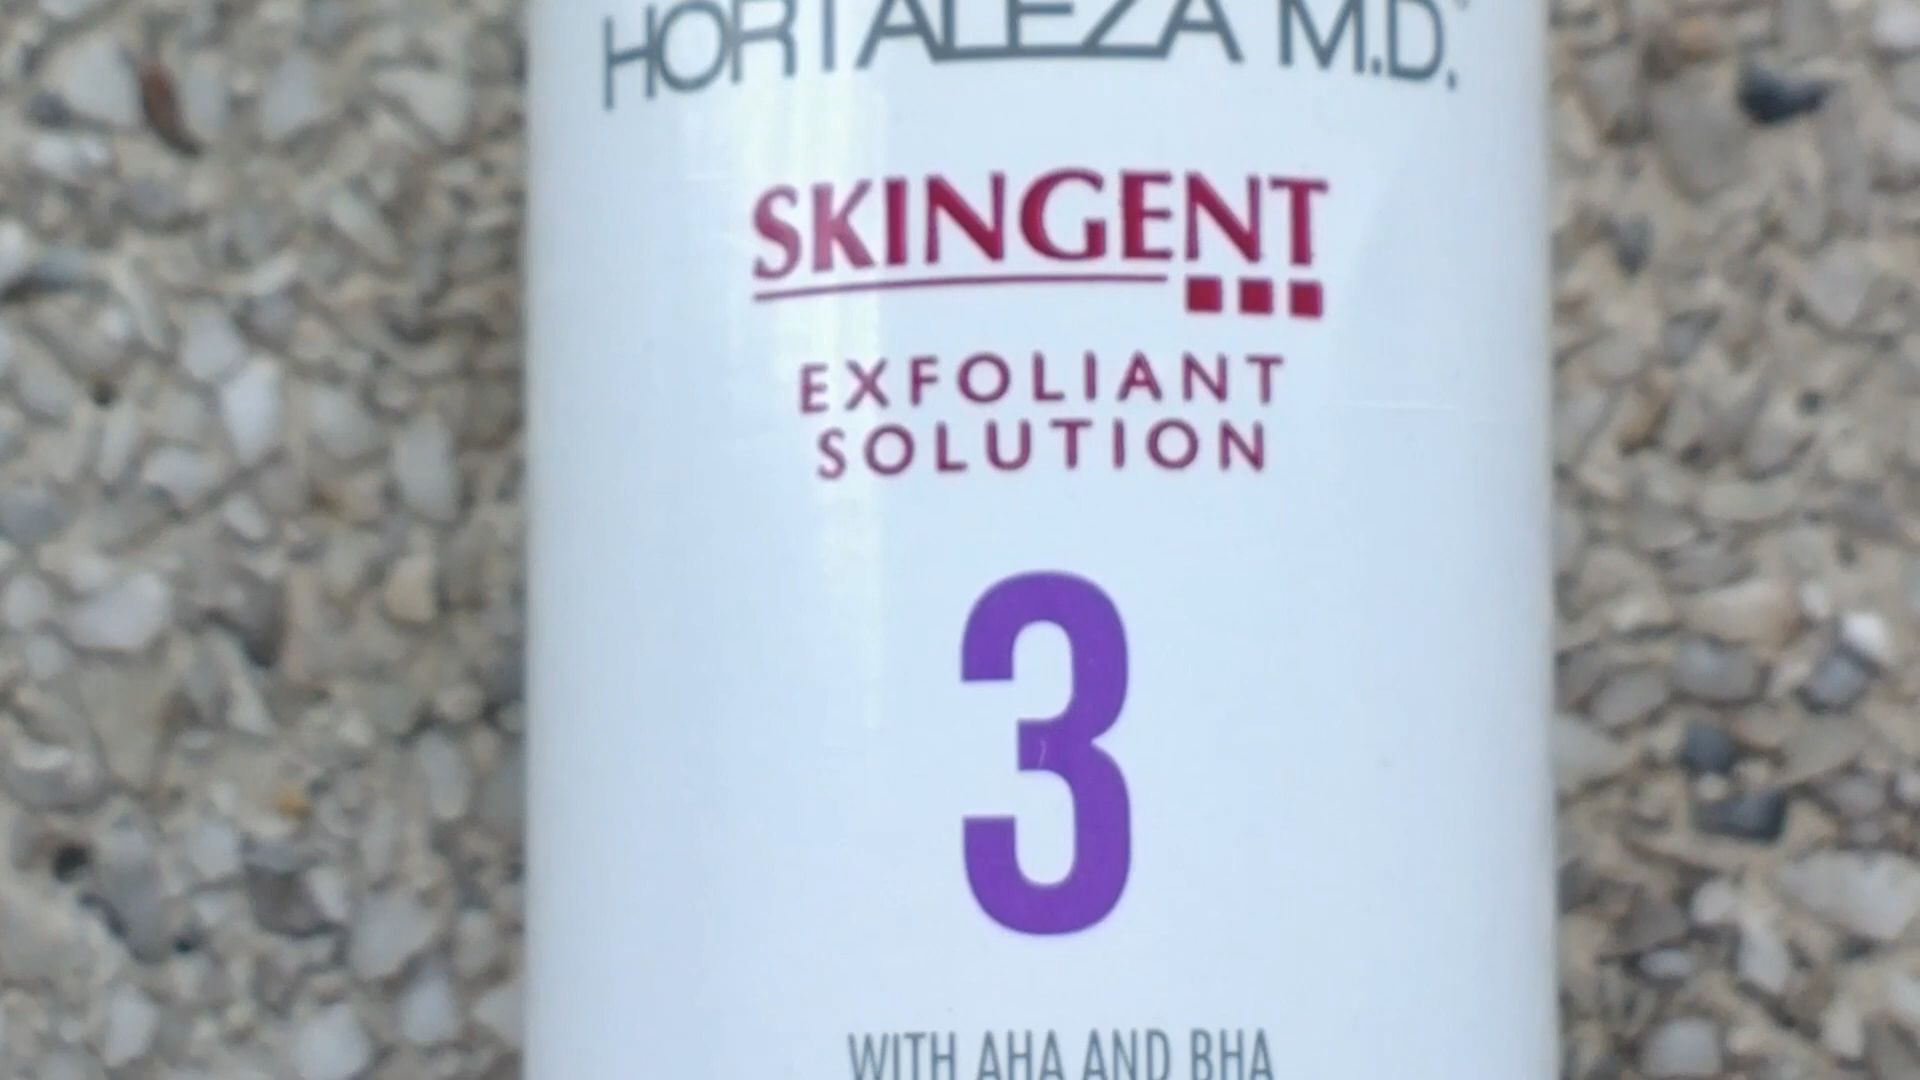 HORTALEZA M.D.
SKINGENT
EXFOLIANT
SOLUTION
3
WITH AHA AND BHA